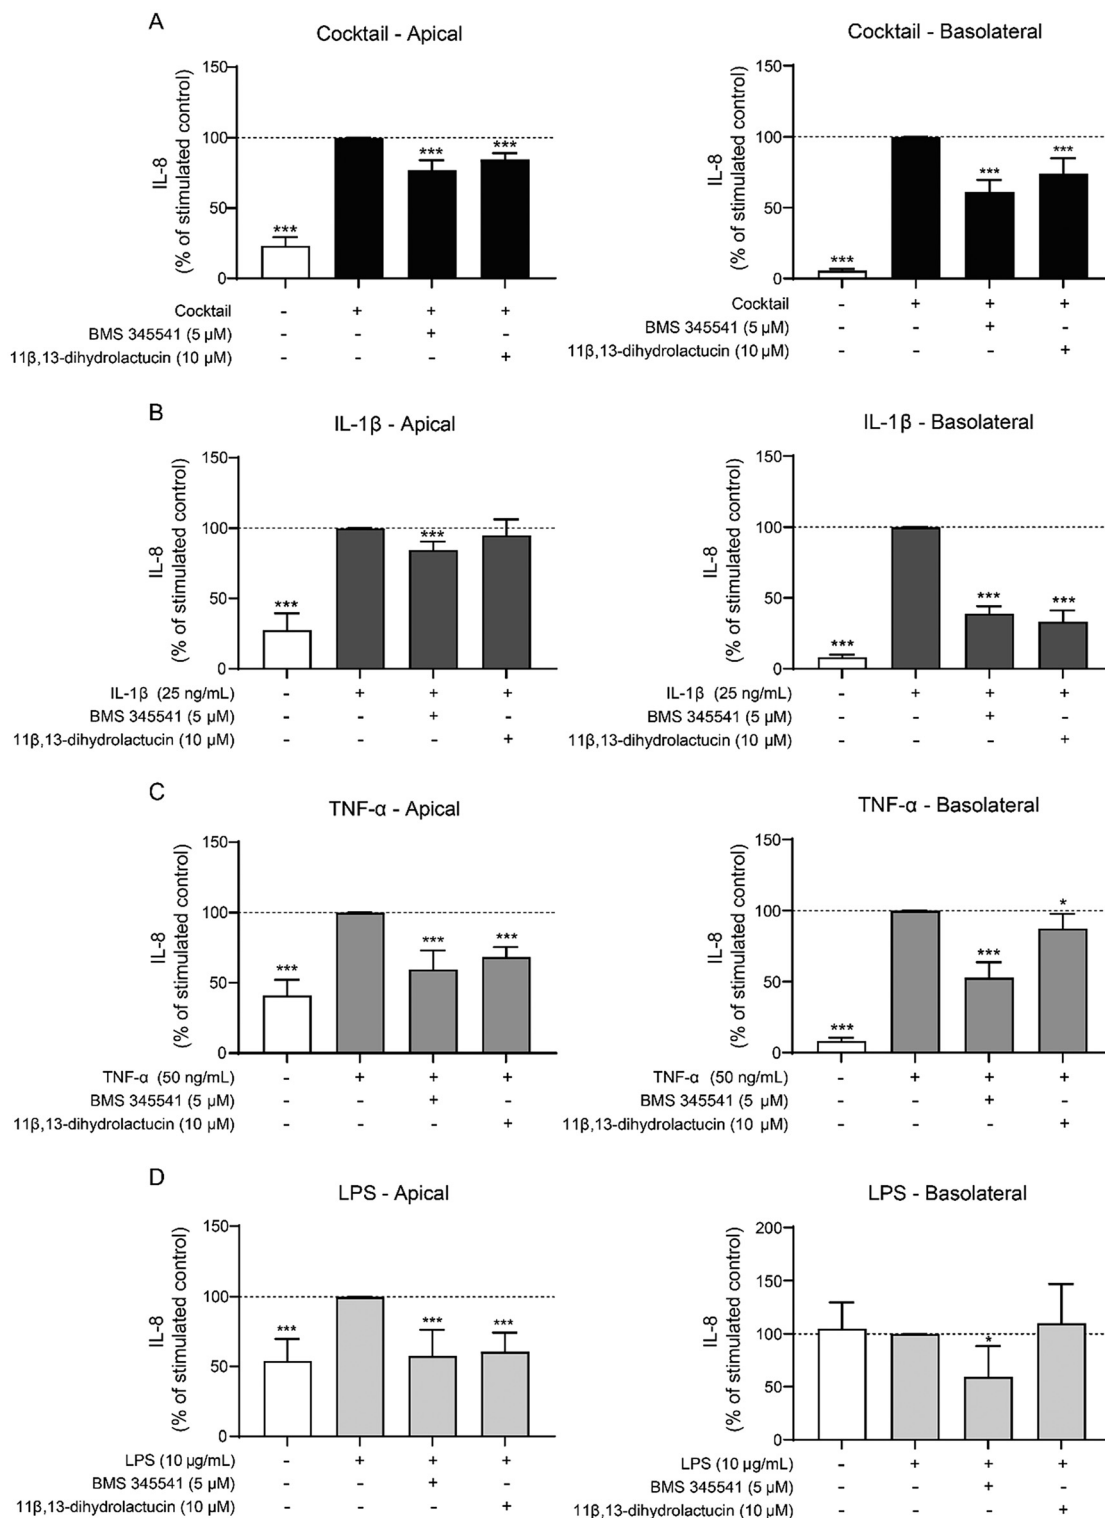 A
Cocktail - Apical
IL-8
(% of stimulated control)
150
100
50
0
***
***
***
Cocktail - + + +
BMS 345541 (5 µM) - - + -
11β,13-dihydrolactucin (10 µM) - - - +
Cocktail - Basolateral
IL-8
(% of stimulated control)
150
100
50
0
***
***
***
Cocktail - + + +
BMS 345541 (5 µM) - - + -
11β,13-dihydrolactucin (10 µM) - - - +
B
IL-1β - Apical
IL-8
(% of stimulated control)
150
100
50
0
***
***
IL-1β (25 ng/mL) - + + +
BMS 345541 (5 µM) - - + -
11β,13-dihydrolactucin (10 µM) - - - +
IL-1β - Basolateral
IL-8
(% of stimulated control)
150
100
50
0
***
***
***
IL-1β (25 ng/mL) - + + +
BMS 345541 (5 µM) - - + -
11β,13-dihydrolactucin (10 µM) - - - +
C
TNF-α - Apical
IL-8
(% of stimulated control)
150
100
50
0
***
***
***
TNF-α (50 ng/mL) - + + +
BMS 345541 (5 µM) - - + -
11β,13-dihydrolactucin (10 µM) - - - +
TNF-α - Basolateral
IL-8
(% of stimulated control)
150
100
50
0
***
***
*
TNF-α (50 ng/mL) - + + +
BMS 345541 (5 µM) - - + -
11β,13-dihydrolactucin (10 µM) - - - +
D
LPS - Apical
IL-8
(% of stimulated control)
150
100
50
0
***
***
***
LPS (10 µg/mL) - + + +
BMS 345541 (5 µM) - - + -
11β,13-dihydrolactucin (10 µM) - - - +
LPS - Basolateral
IL-8
(% of stimulated control)
200
150
100
50
0
*
LPS (10 µg/mL) - + + +
BMS 345541 (5 µM) - - + -
11β,13-dihydrolactucin (10 µM) - - - +